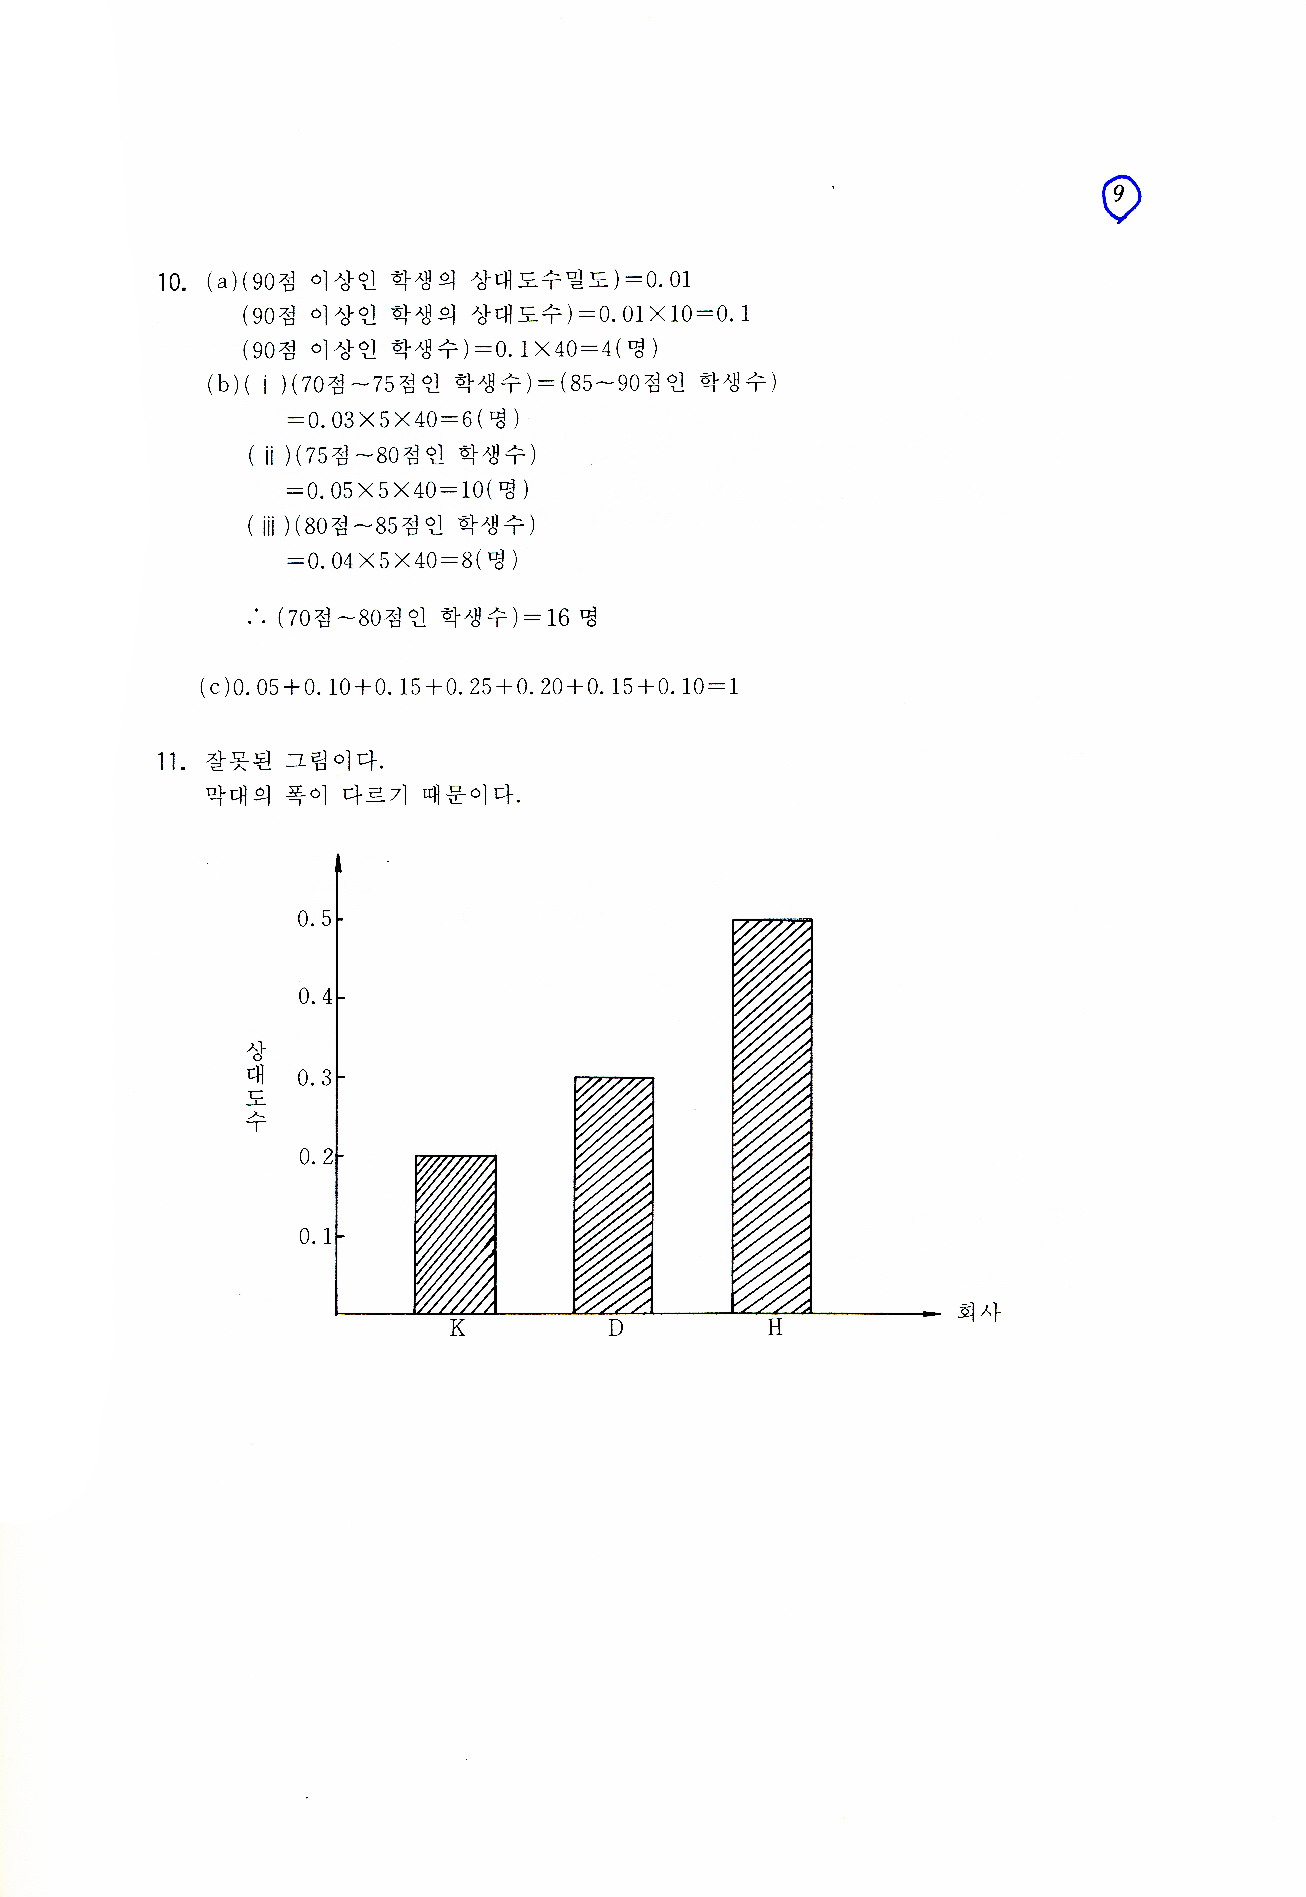 9
10. (a)(90점 이상인 학생의 상대도수밀도)=0.01
(90점 이상인 학생의 상대도수)=0.01×10=0.1
(90점 이상인 학생수)=0.1×40=4(명)
(b)(ⅰ)(70점~75점인 학생수)=(85~90점인 학생수)
=0.03×5×40=6(명)
(ⅱ)(75점~80점인 학생수)
=0.05×5×40=10(명)
(ⅲ)(80점~85점인 학생수)
=0.04×5×40=8(명)
∴ (70점~80점인 학생수)=16 명
(c)0.05+0.10+0.15+0.25+0.20+0.15+0.10=1
11. 잘못된 그림이다.
막대의 폭이 다르기 때문이다.
0.5
0.4
상대도수
0.3
0.2
0.1
회사
K D H